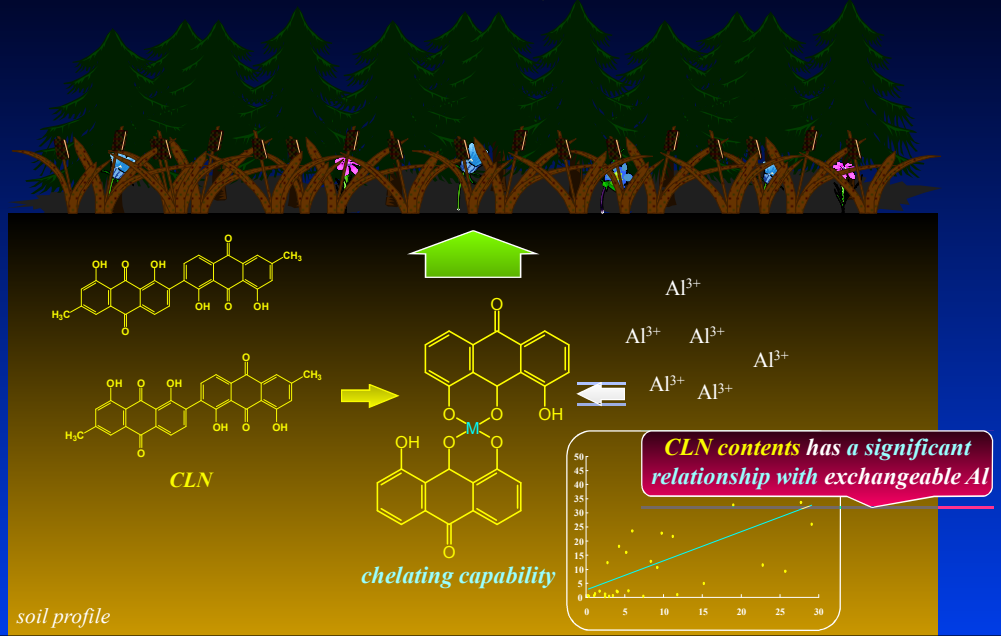 OH O OH
O
CH₃
H₃C
O
OH O OH
OH O OH
O
CH₃
H₃C
O
OH O OH
CLN
O
O O OH
M
OH O O
O
chelating capability
Al³⁺
Al³⁺ Al³⁺
Al³⁺
Al³⁺ Al³⁺
CLN contents has a significant
relationship with exchangeable Al
50
45
40
35
30
25
20
15
10
5
0
0 5 10 15 20 25 30
soil profile